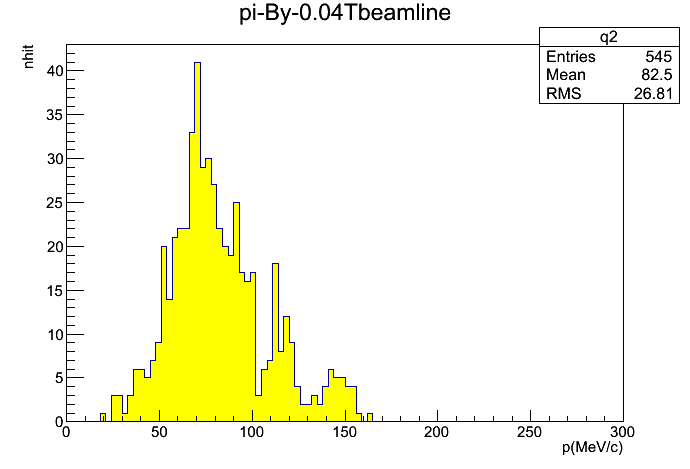 pi-By-0.04Tbeamline
q2
Entries 545
Mean 82.5
RMS 26.81
nhit
40
35
30
25
20
15
10
5
0
0 50 100 150 200 250 300
p(MeV/c)